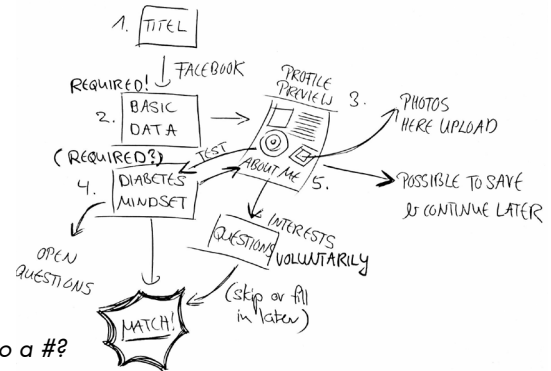 1. TITEL
FACEBOOK
REQUIRED!
2. BASIC
DATA
PROFILE
PREVIEW 3.
PHOTOS
HERE UPLOAD
ABOUT ME
5.
POSSIBLE TO SAVE
& CONTINUE LATER
TEST
(REQUIRED?)
4. DIABETES
MINDSET
OPEN
QUESTIONS
INTERESTS
QUESTIONS
VOLUNTARILY
(skip or fill
in later)
MATCH!
o a #?